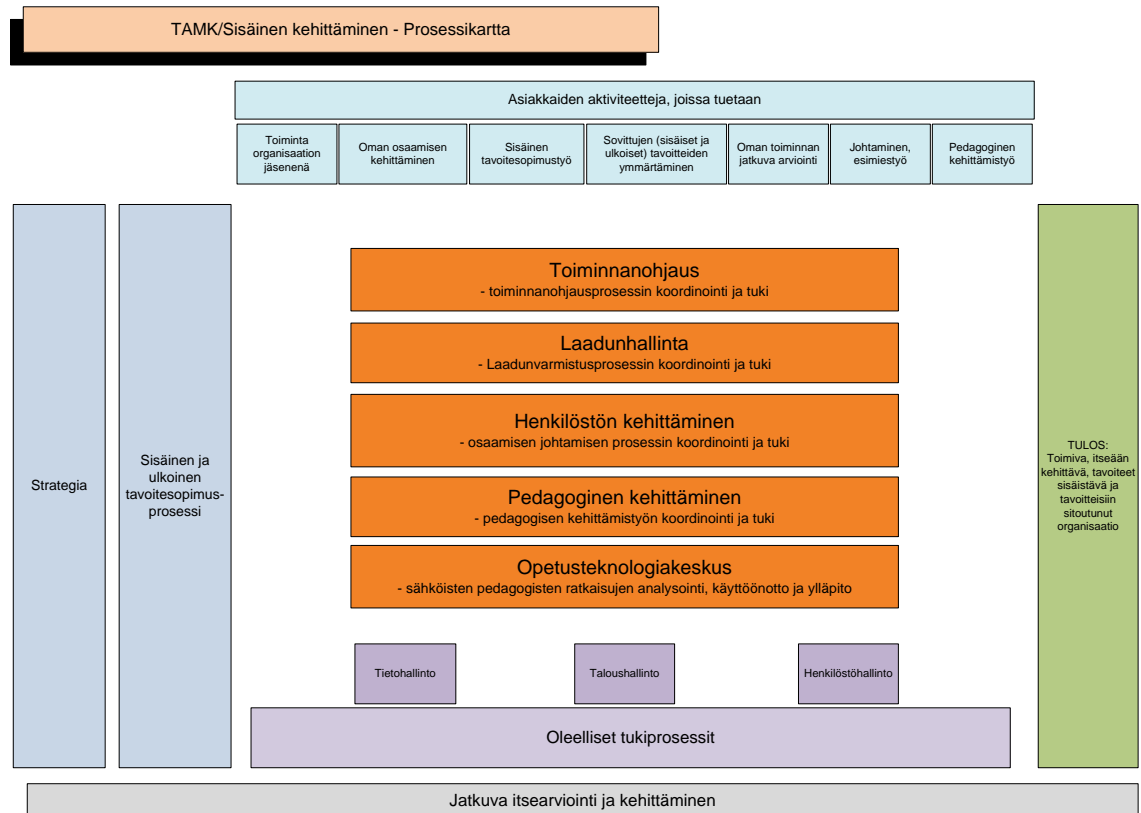 TAMK/Sisäinen kehittäminen - Prosessikartta
Asiakkaiden aktiviteetteja, joissa tuetaan
Toiminta
organisaation
jäsenenä
Oman osaamisen
kehittäminen
Sisäinen
tavoitesopimustyö
Sovittujen (sisäiset ja
ulkoiset) tavoitteiden
ymmärtäminen
Oman toiminnan
jatkuva arviointi
Johtaminen,
esimiestyö
Pedagoginen
kehittämistyö
Strategia
Sisäinen ja
ulkoinen
tavoitesopimus-
prosessi
Toiminnanohjaus
- toiminnanohjausprosessin koordinointi ja tuki
Laadunhallinta
- Laadunvarmistusprosessin koordinointi ja tuki
Henkilöstön kehittäminen
- osaamisen johtamisen prosessin koordinointi ja tuki
Pedagoginen kehittäminen
- pedagogisen kehittämistyön koordinointi ja tuki
Opetusteknologiakeskus
- sähköisten pedagogisten ratkaisujen analysointi, käyttöönotto ja ylläpito
TULOS:
Toimiva, itseään
kehittävä, tavoiteet
sisäistävä ja
tavoitteisiin
sitoutunut
organisaatio
Tietohallinto
Taloushallinto
Henkilöstöhallinto
Oleelliset tukiprosessit
Jatkuva itsearviointi ja kehittäminen